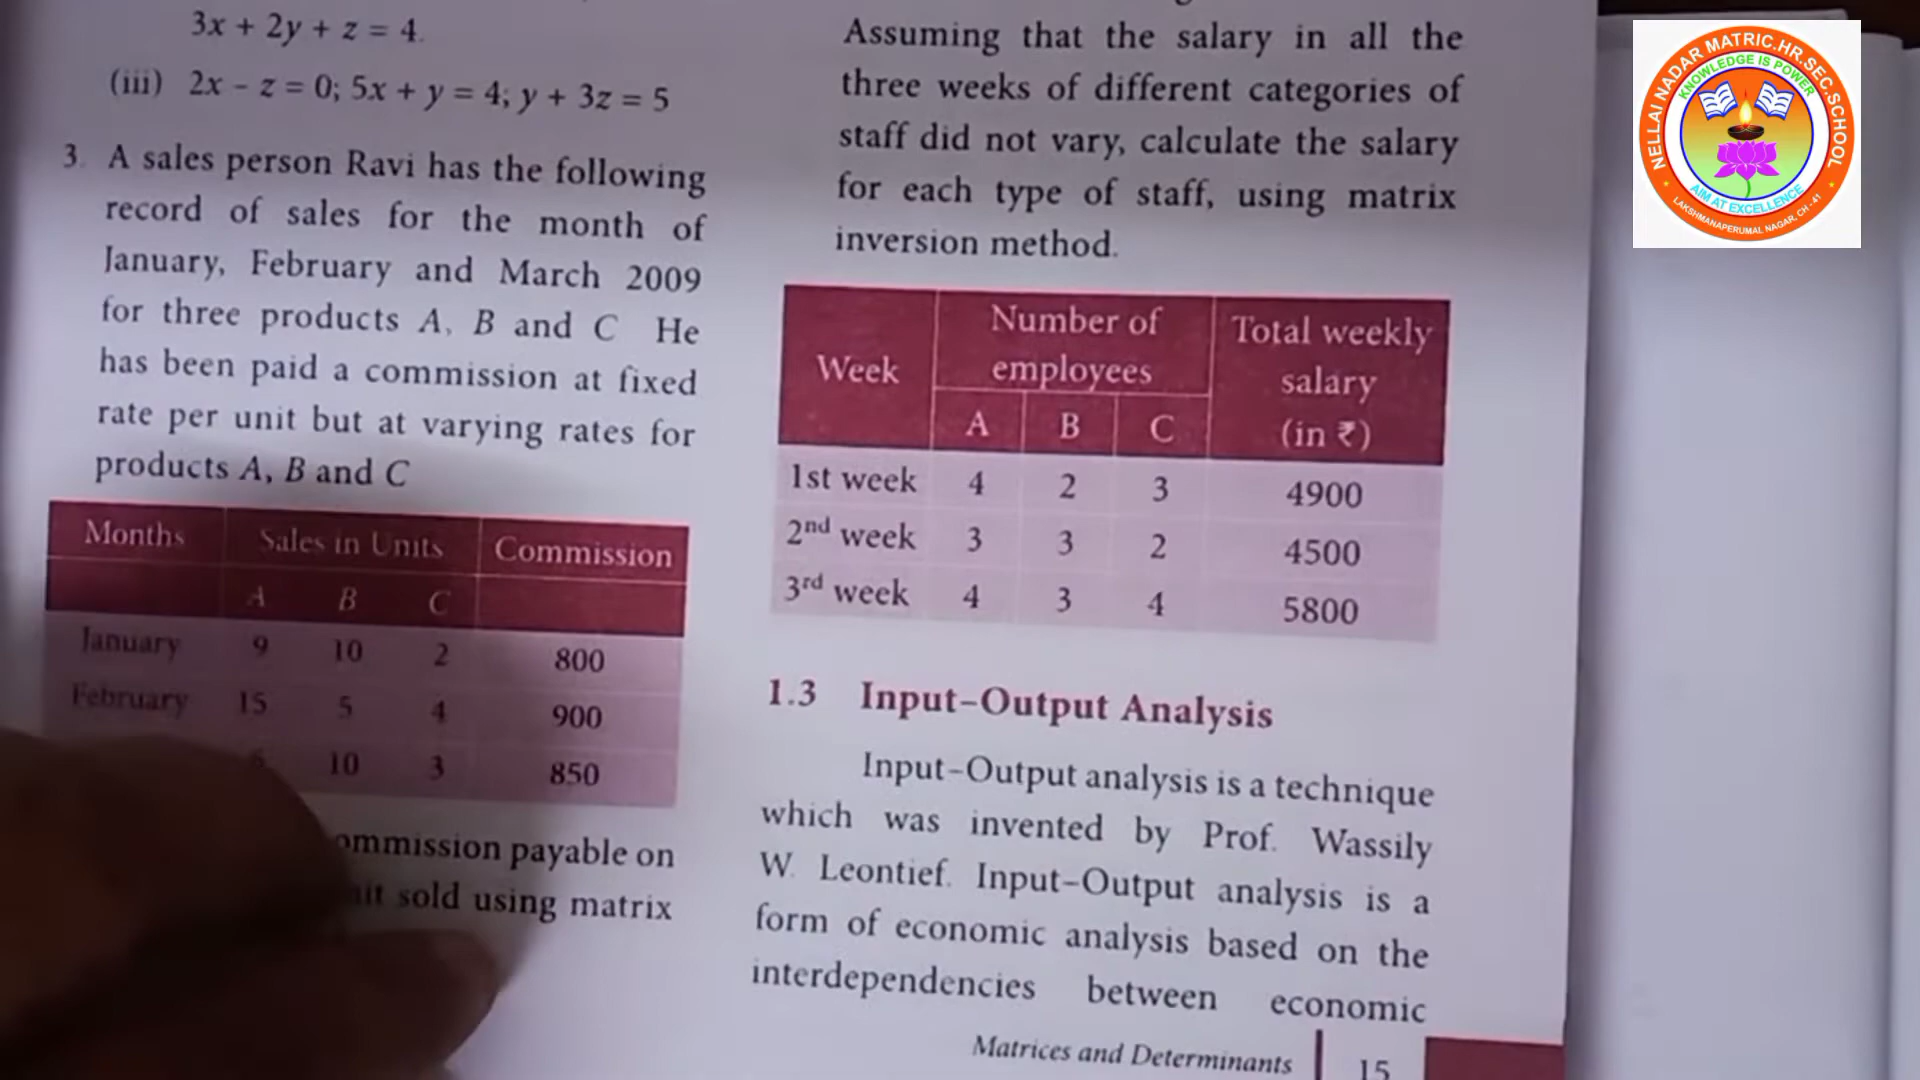 3x + 2y + z = 4.
(iii) 2x - z = 0; 5x + y = 4; y + 3z = 5
3. A sales person Ravi has the following
record of sales for the month of
January, February and March 2009
for three products A, B and C He
has been paid a commission at fixed
rate per unit but at varying rates for
products A, B and C
Months Sales in Units Commission
A B C
January 9 10 2 800
February 15 5 4 900
6 10 3 850
ommission payable on
sold using matrix
Assuming that the salary in all the
three weeks of different categories of
staff did not vary, calculate the salary
for each type of staff, using matrix
inversion method.
Week Number of employees Total weekly salary (in ₹)
A B C
1st week 4 2 3 4900
2nd week 3 3 2 4500
3rd week 4 3 4 5800
1.3 Input–Output Analysis
Input–Output analysis is a technique
which was invented by Prof. Wassily
W. Leontief. Input–Output analysis is a
form of economic analysis based on the
interdependencies between economic
Matrices and Determinants 15
NELLAI NADAR MATRIC.HR.SEC.SCHOOL
KNOWLEDGE IS POWER
AIM AT EXCELLENCE
LAKSHMANAPERUMAL NAGAR, CH - 41